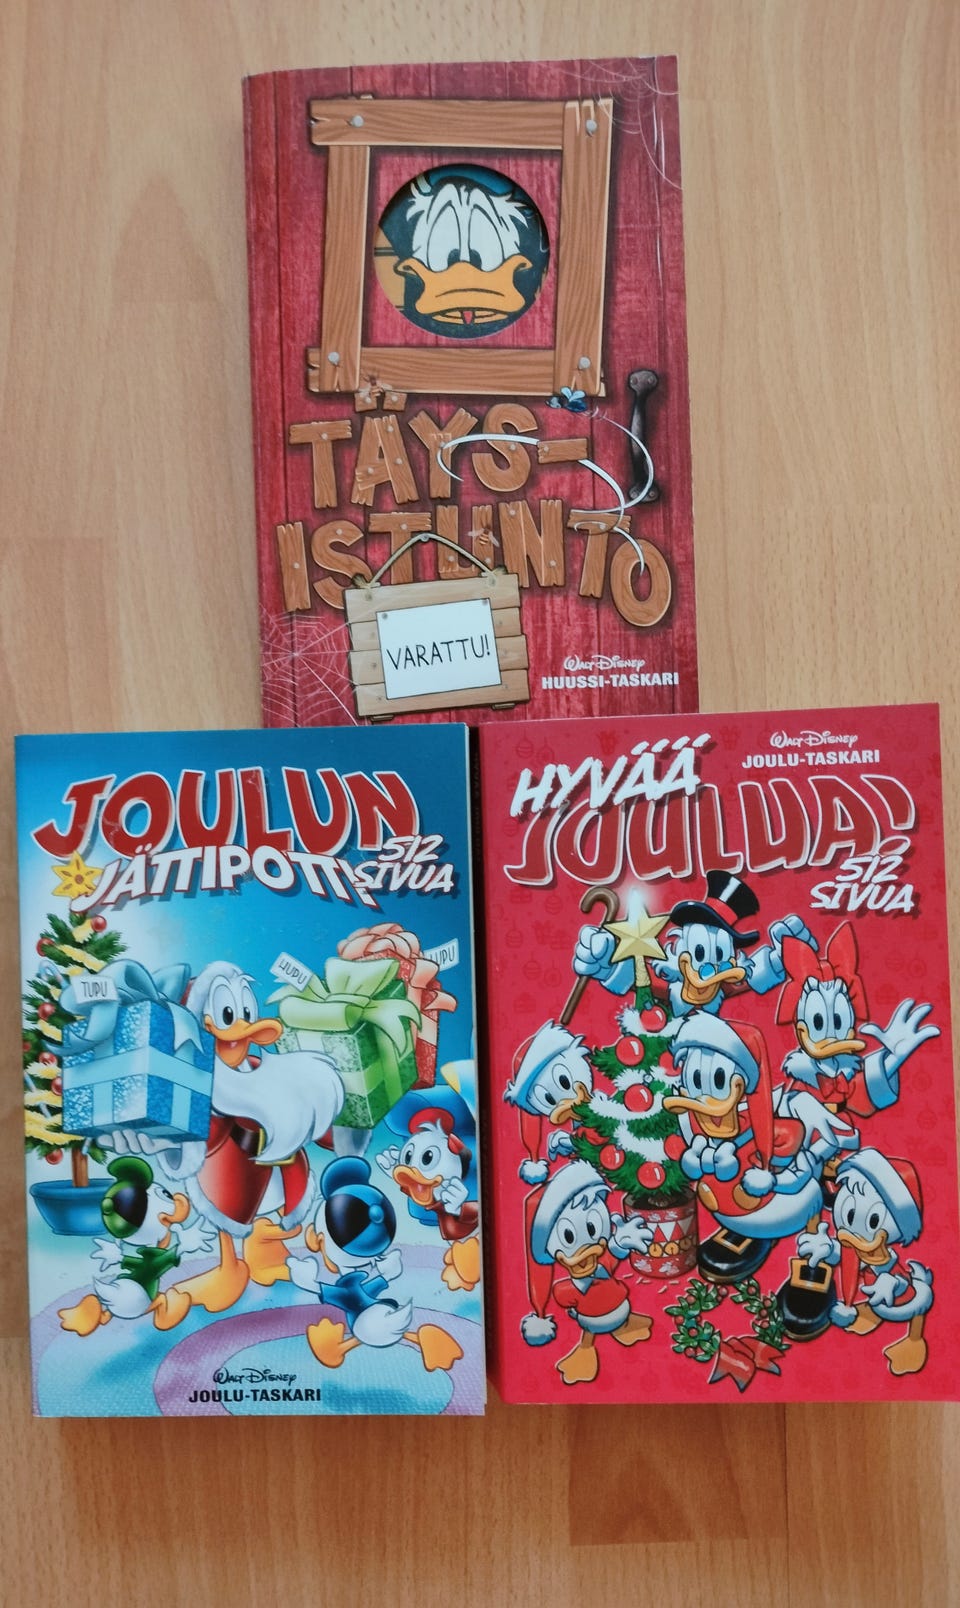 TÄYS-
ISTUNTO
VARATTU!
WALT DISNEY
HUUSSI-TASKARI
JOULUN
JÄTTIPOTTI!
512
SIVUA
TUPU
HUPU
LUPU
WALT DISNEY
JOULU-TASKARI
WALT DISNEY
JOULU-TASKARI
HYVÄÄ
JOULUA!
512
SIVUA